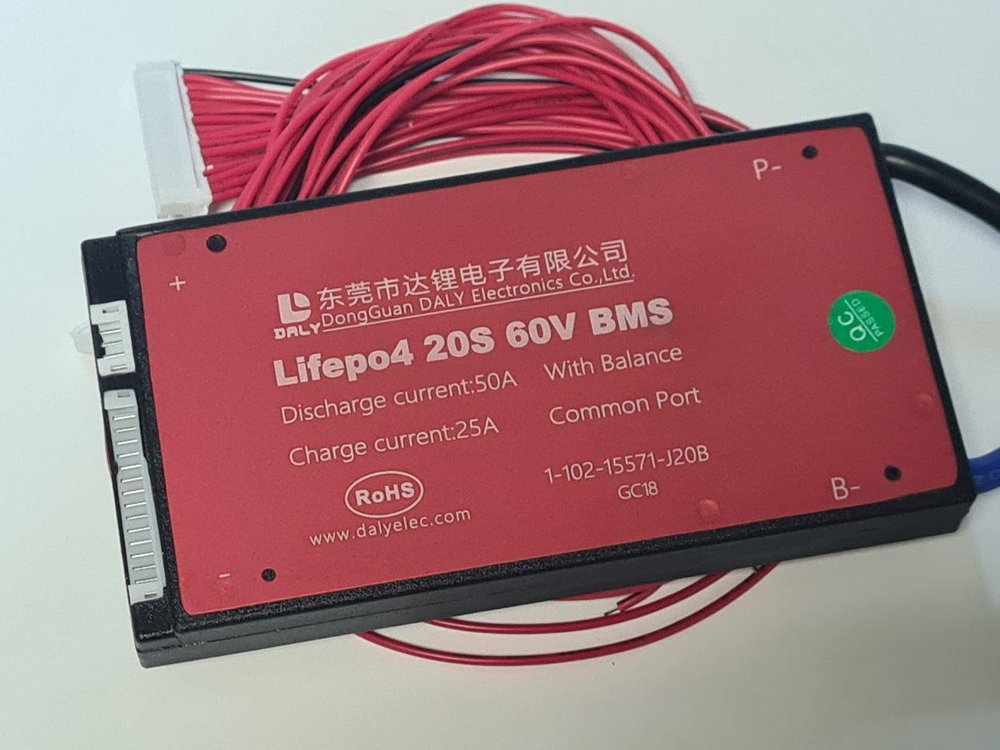 P-
+
东莞市达锂电子有限公司
DALY DongGuan DALY Electronics Co.,Ltd.
Lifepo4 20S 60V BMS
Discharge current:50A With Balance
Charge current:25A Common Port
QC
PASSED
RoHS
1-102-15571-J20B
GC18
www.dalyelec.com
B-
-